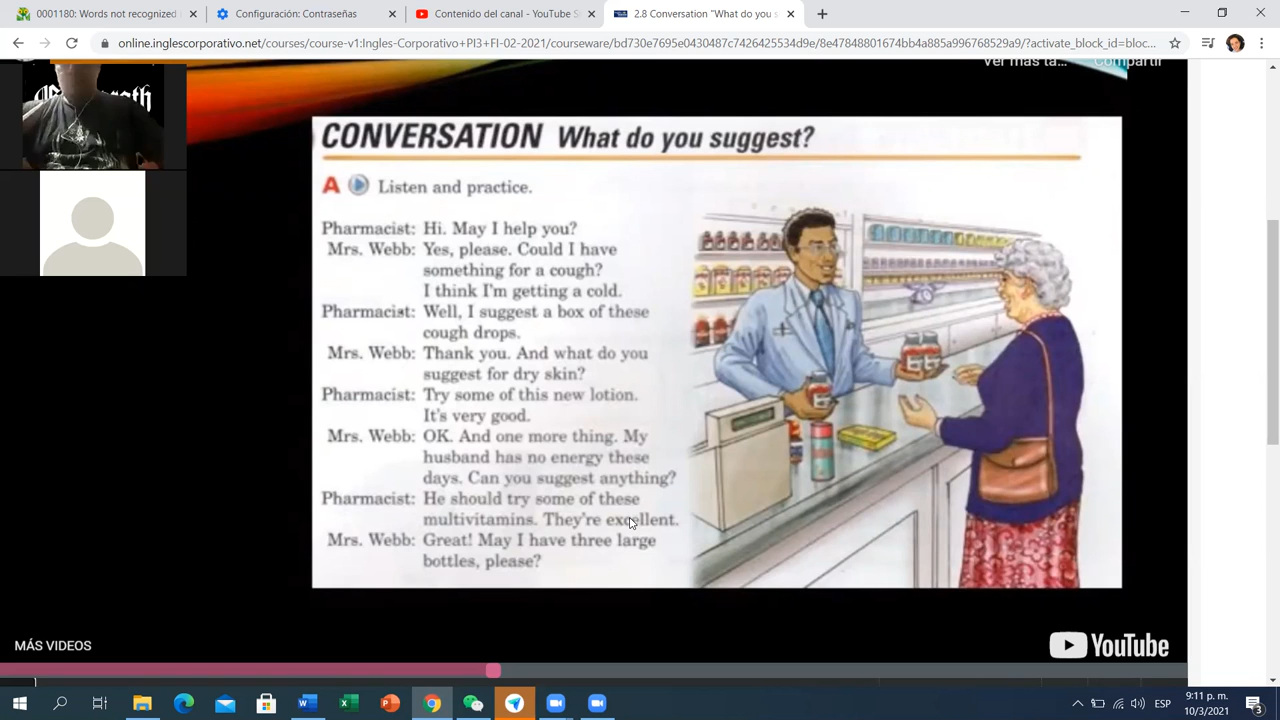 0001180: Words not recognized
Configuración: Contraseña
Contenido del canal - YouTube S
2.8 Conversation "What do you s
online.inglescorporativo.net/courses/course-v1:Ingles-Corporativo+PI3+FI-02-2021/courseware/bd730e7695e0430487c7426425534d9e/8e47848801674bb4a885a996768529a9/?activate_block_id=bloc...
Ver más ta...
Compartir
CONVERSATION What do you suggest?
A Listen and practice.
Pharmacist: Hi. May I help you?
Mrs. Webb: Yes, please. Could I have
something for a cough?
I think I'm getting a cold.
Pharmacist: Well, I suggest a box of these
cough drops.
Mrs. Webb: Thank you. And what do you
suggest for dry skin?
Pharmacist: Try some of this new lotion.
It's very good.
Mrs. Webb: OK. And one more thing. My
husband has no energy these
days. Can you suggest anything?
Pharmacist: He should try some of these
multivitamins. They're excellent.
Mrs. Webb: Great! May I have three large
bottles, please?
MÁS VIDEOS
YouTube
ESP
9:11 p. m.
10/3/2021
3